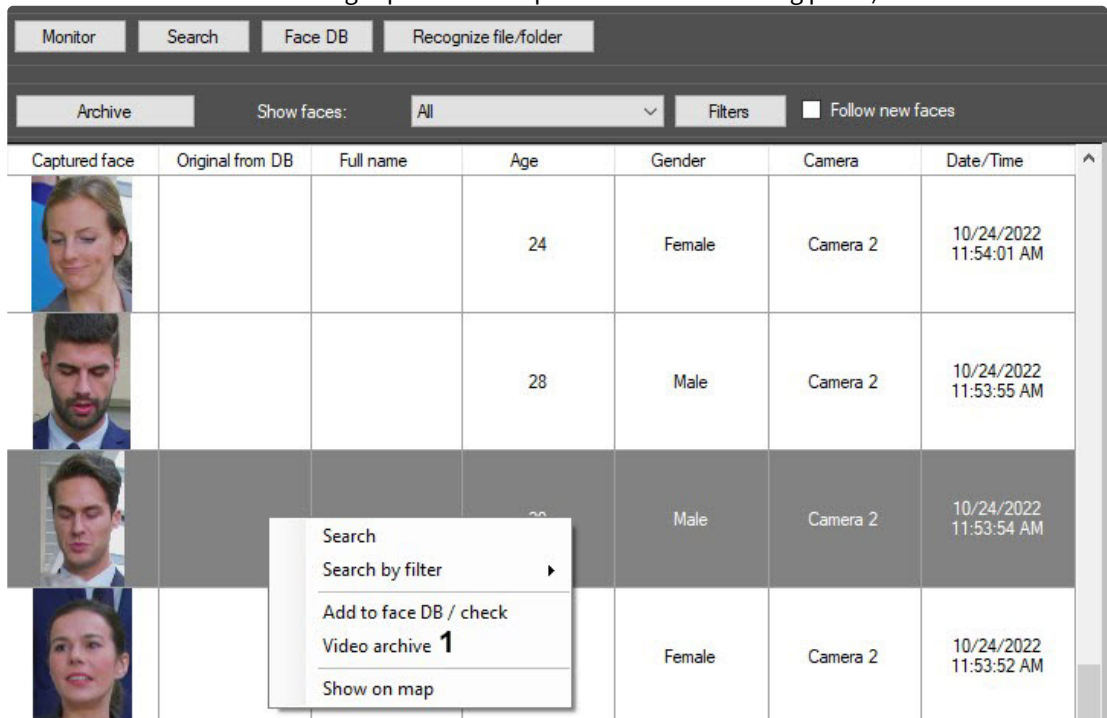 Monitor Search Face DB Recognize file/folder
Archive Show faces: All Filters Follow new faces
Captured face Original from DB Full name Age Gender Camera Date/Time
24 Female Camera 2 10/24/2022
11:54:01 AM
28 Male Camera 2 10/24/2022
11:53:55 AM
Male Camera 2 10/24/2022
11:53:54 AM
Search
Search by filter
Add to face DB / check
Video archive 1
Show on map
Female Camera 2 10/24/2022
11:53:52 AM